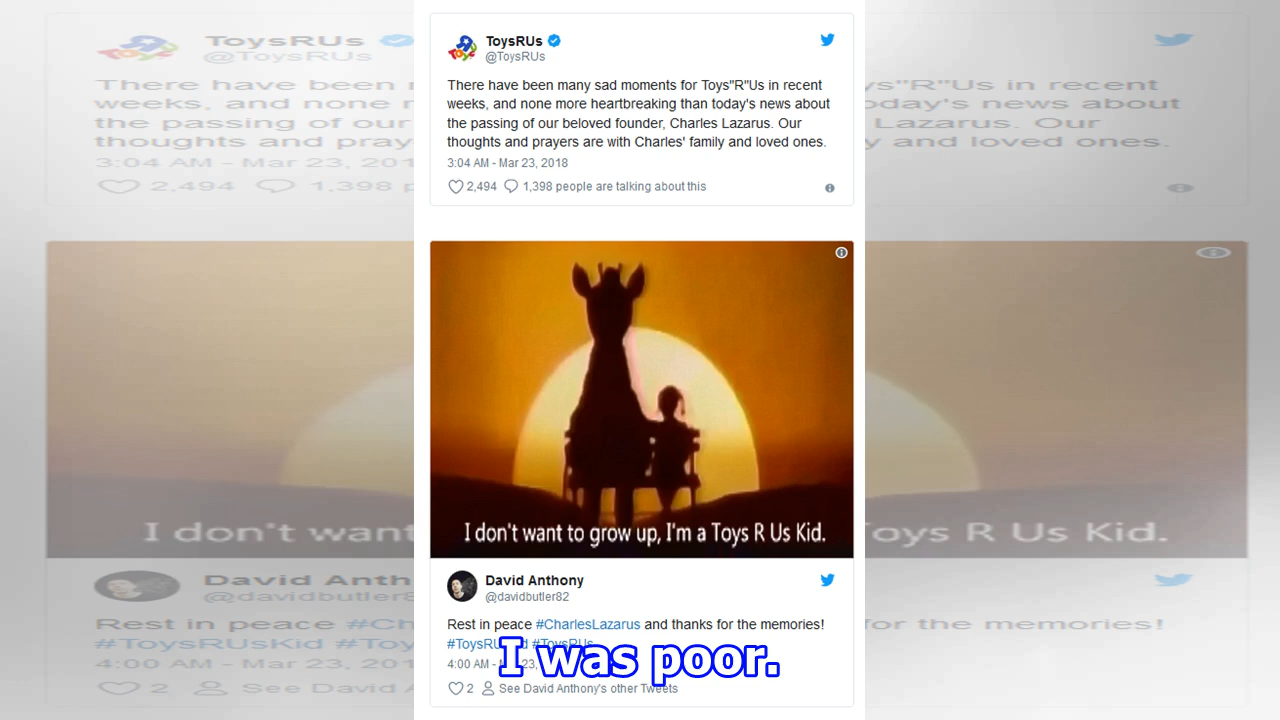 ToysRUs
@ToysRUs
There have been many sad moments for Toys"R"Us in recent
weeks, and none more heartbreaking than today's news about
the passing of our beloved founder, Charles Lazarus. Our
thoughts and prayers are with Charles' family and loved ones.
3:04 AM - Mar 23, 2018
2,494 1,398 people are talking about this
I don't want to grow up, I'm a Toys R Us Kid.
David Anthony
@davidbutler82
Rest in peace #CharlesLazarus and thanks for the memories!
#ToysRUsKid #ToysRUs
I was poor.
4:00 AM - Mar 23,
2 See David Anthony's other Tweets